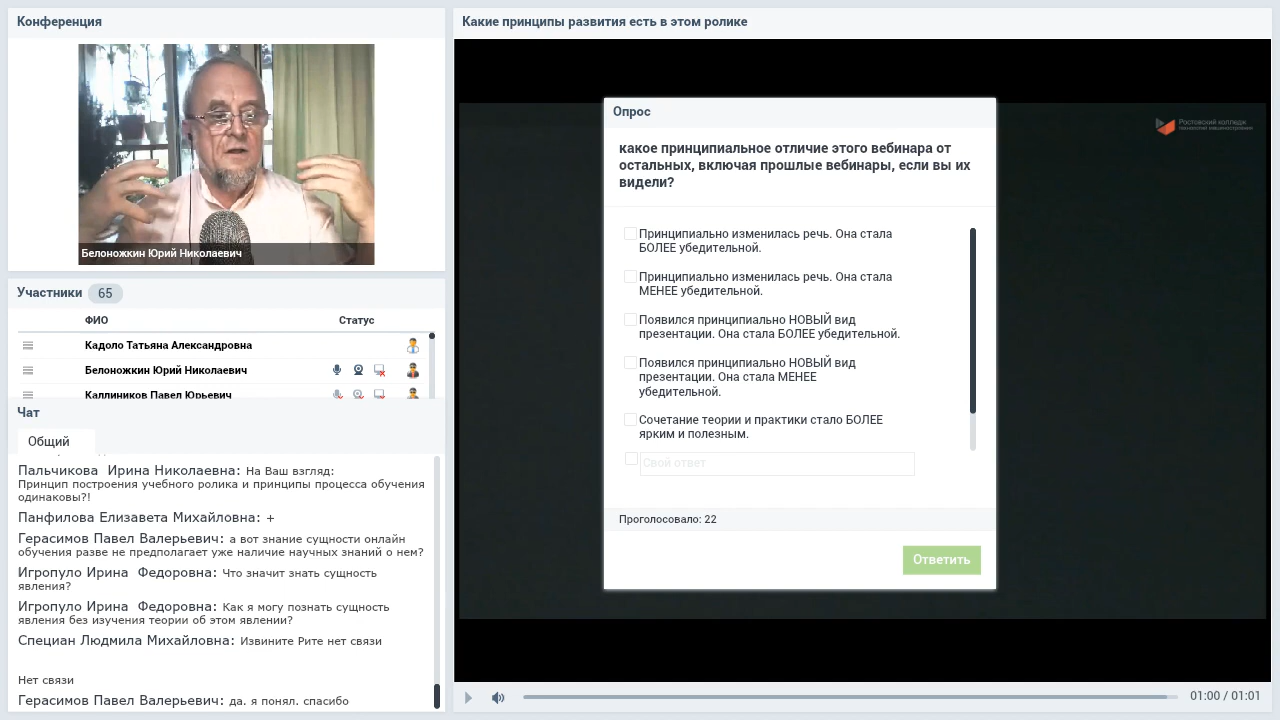 Конференция
Белоножкин Юрий Николаевич
Участники 65
ФИО Статус
Кадоло Татьяна Александровна
Белоножкин Юрий Николаевич
Каллиников Павел Юрьевич
Чат
Общий
Пальчикова Ирина Николаевна: На Ваш взгляд:
Принцип построения учебного ролика и принципы процесса обучения
одинаковы?!
Панфилова Елизавета Михайловна: +
Герасимов Павел Валерьевич: а вот знание сущности онлайн
обучения разве не предполагает уже наличие научных знаний о нем?
Игропуло Ирина Федоровна: Что значит знать сущность
явления?
Игропуло Ирина Федоровна: Как я могу познать сущность
явления без изучения теории об этом явлении?
Специан Людмила Михайловна: Извините Рите нет связи
Нет связи
Герасимов Павел Валерьевич: да. я понял. спасибо
Какие принципы развития есть в этом ролике
Ростовский колледж
технологий машиностроения
Опрос
какое принципиальное отличие этого вебинара от
остальных, включая прошлые вебинары, если вы их
видели?
Принципиально изменилась речь. Она стала
БОЛЕЕ убедительной.
Принципиально изменилась речь. Она стала
МЕНЕЕ убедительной.
Появился принципиально НОВЫЙ вид
презентации. Она стала БОЛЕЕ убедительной.
Появился принципиально НОВЫЙ вид
презентации. Она стала МЕНЕЕ
убедительной.
Сочетание теории и практики стало БОЛЕЕ
ярким и полезным.
Свой ответ
Проголосовало: 22
Ответить
01:00 / 01:01